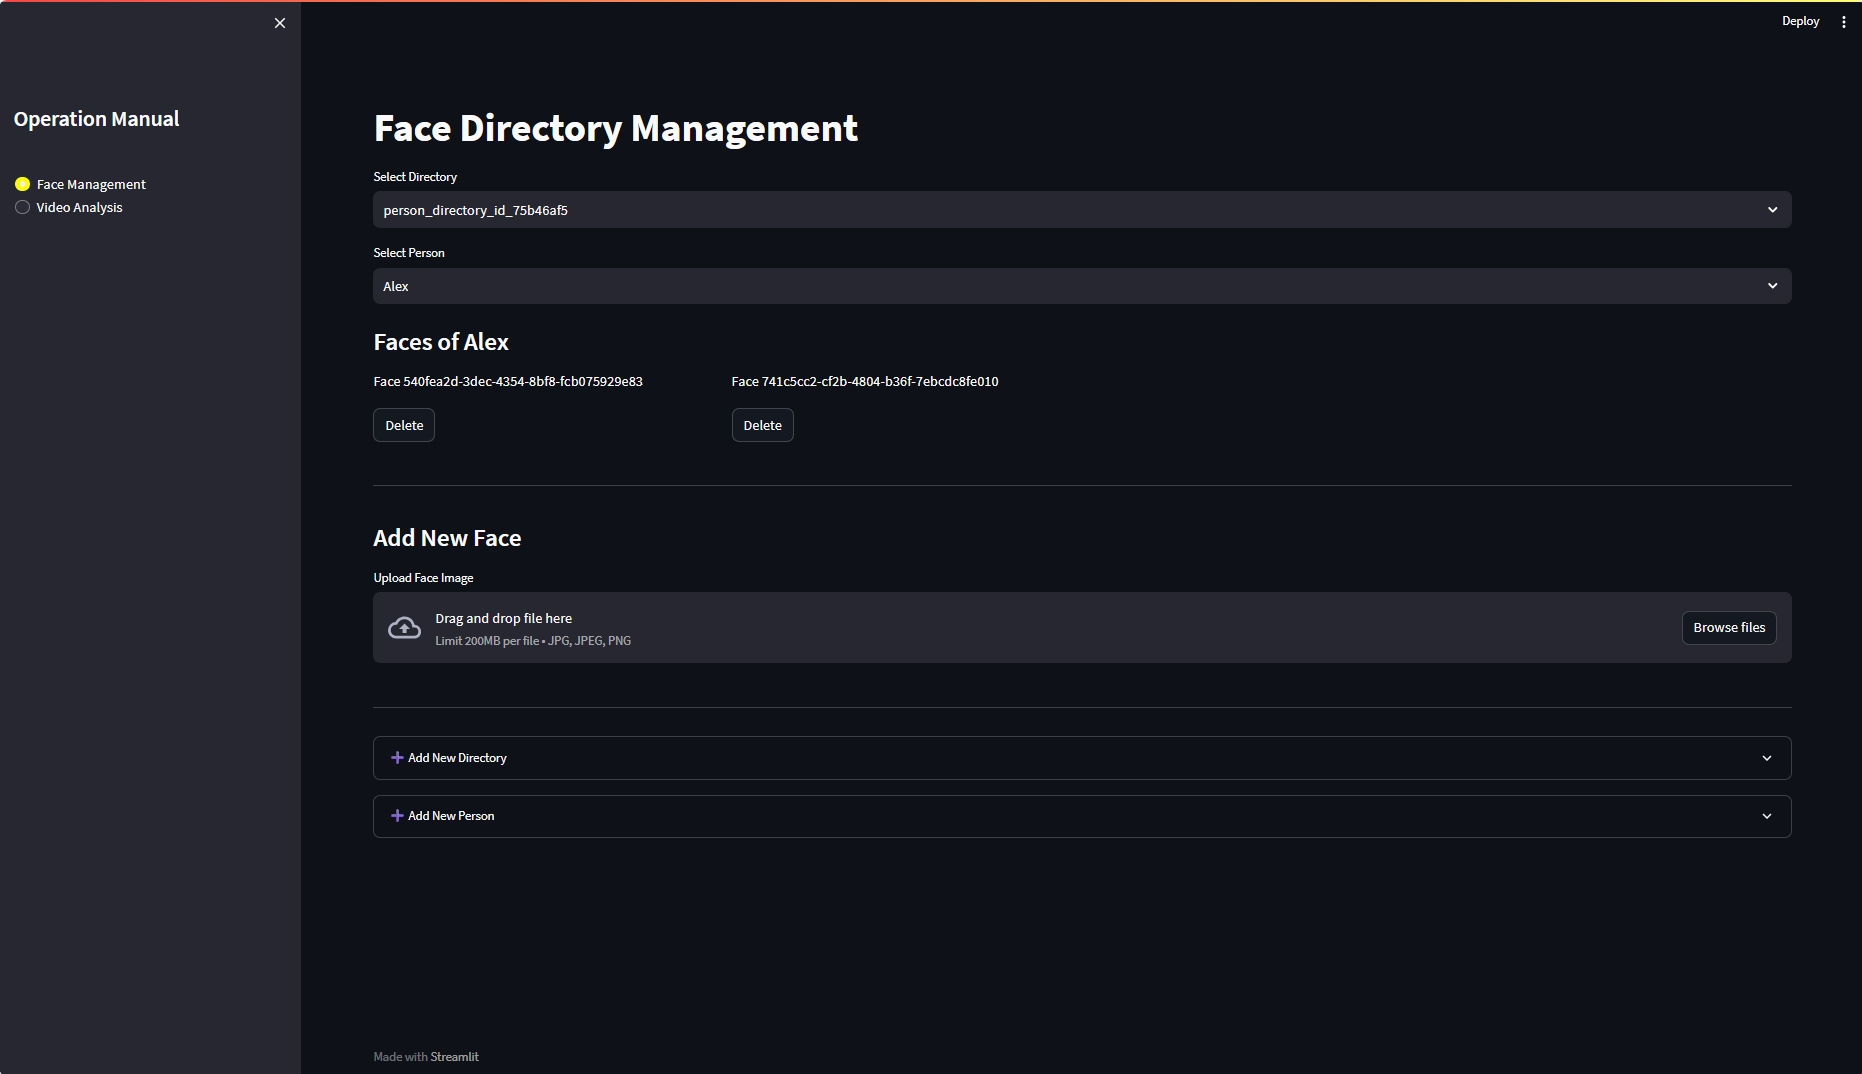 Deploy
Operation Manual
Face Management
Video Analysis
Face Directory Management
Select Directory
person_directory_id_75b46af5
Select Person
Alex
Faces of Alex
Face 540fea2d-3dec-4354-8bf8-fcb075929e83
Face 741c5cc2-cf2b-4804-b36f-7ebcdc8fe010
Delete
Delete
Add New Face
Upload Face Image
Drag and drop file here
Limit 200MB per file • JPG, JPEG, PNG
Browse files
Add New Directory
Add New Person
Made with Streamlit